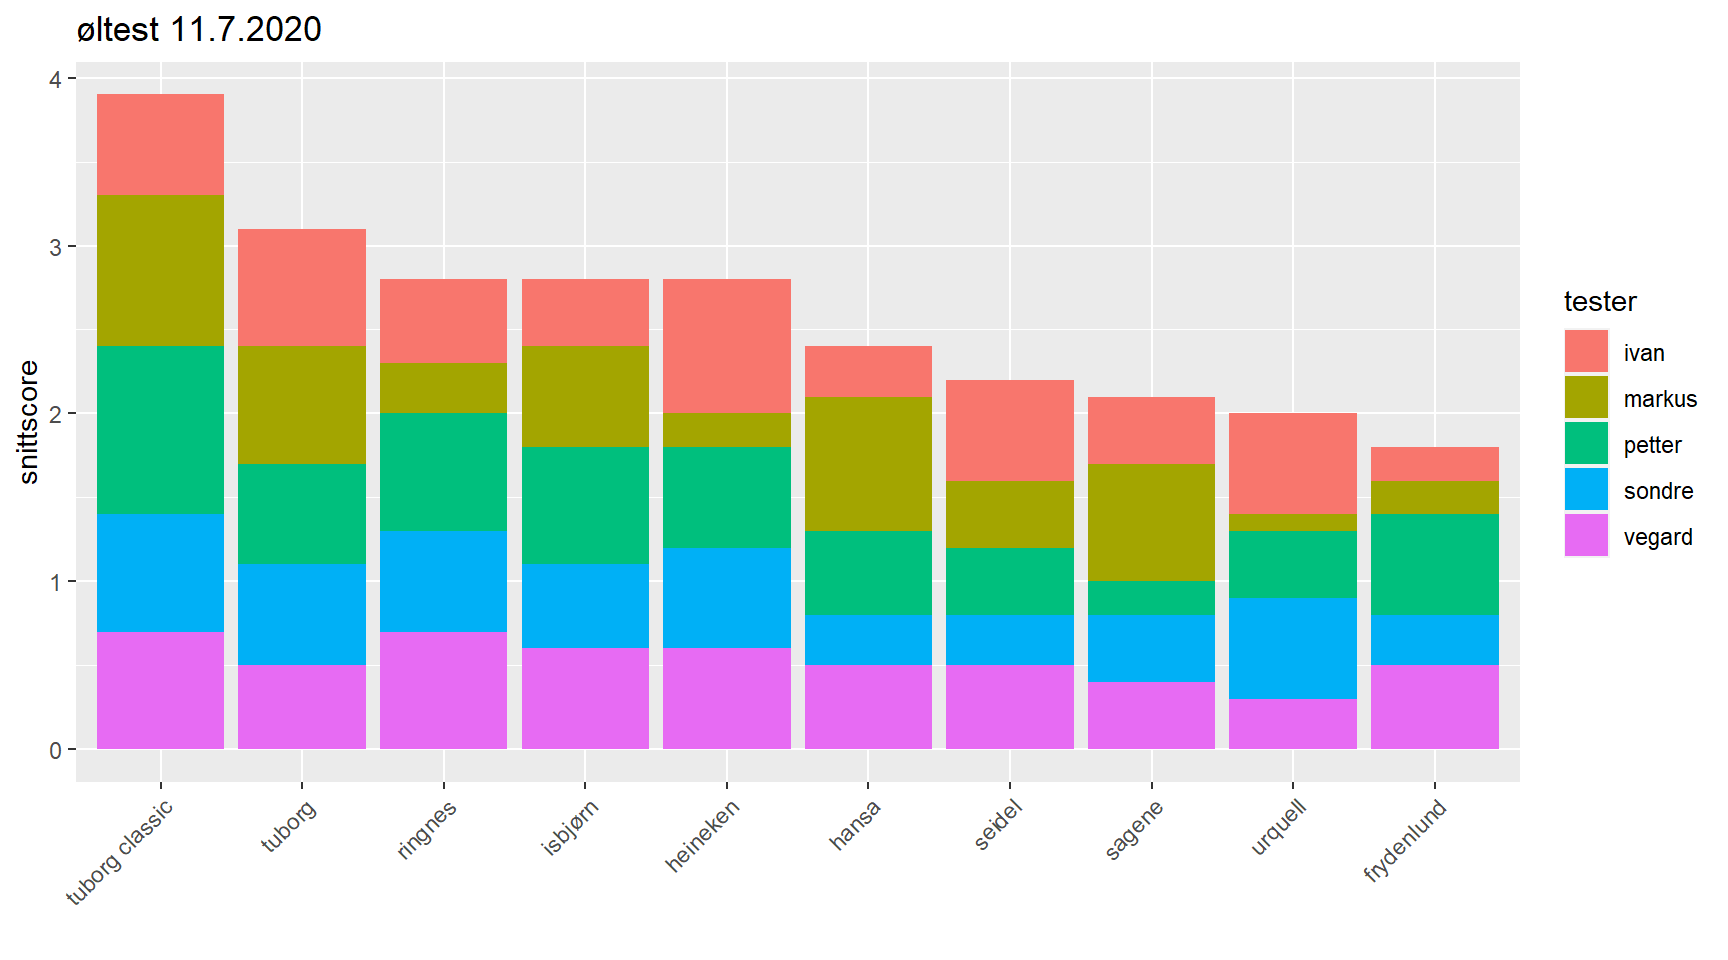 øltest 11.7.2020
snittscore
4
3
2
1
0
tuborg classic
tuborg
ringnes
isbjørn
heineken
hansa
seidel
sagene
urquell
frydenlund
tester
ivan
markus
petter
sondre
vegard